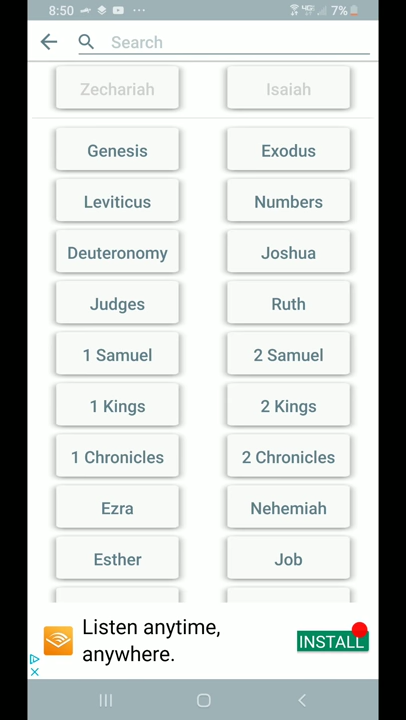 8:50
4G 7%
Search
Zechariah Isaiah
Genesis Exodus
Leviticus Numbers
Deuteronomy Joshua
Judges Ruth
1 Samuel 2 Samuel
1 Kings 2 Kings
1 Chronicles 2 Chronicles
Ezra Nehemiah
Esther Job
Listen anytime,
anywhere.
INSTALL